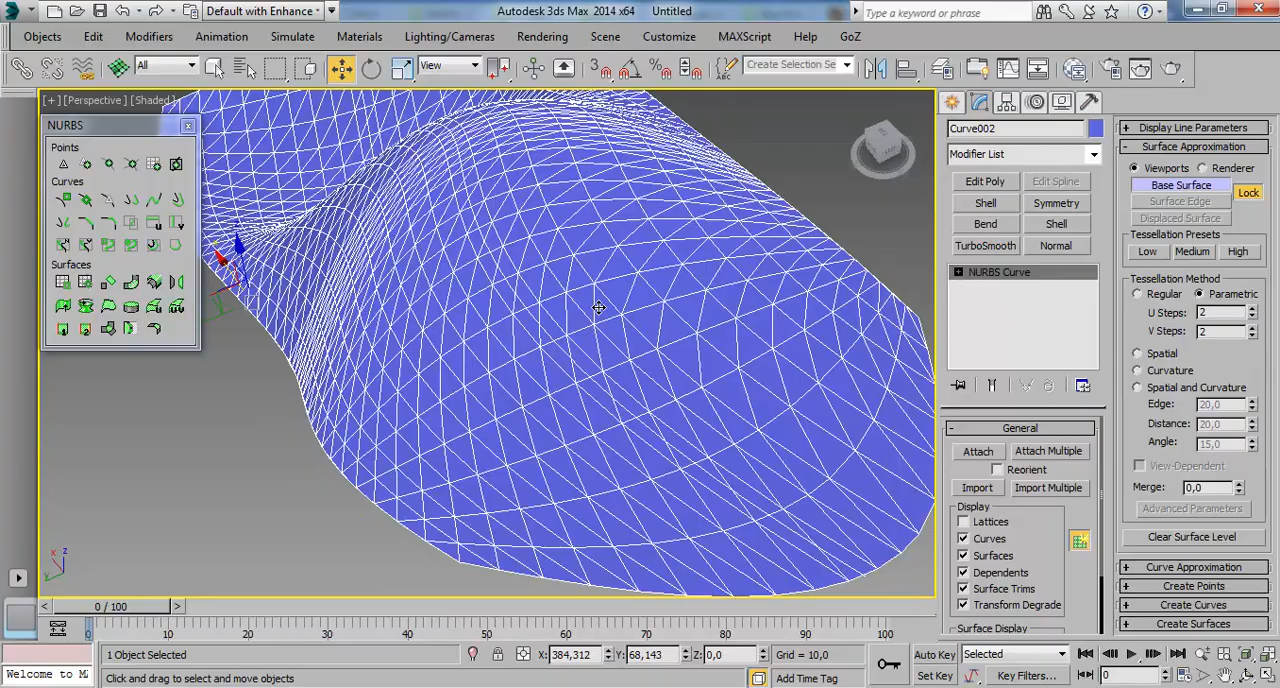 Default with Enhance
Autodesk 3ds Max 2014 x64
Untitled
Type a keyword or phrase
Objects
Edit
Modifiers
Animation
Simulate
Materials
Lighting/Cameras
Rendering
Scene
Customize
MAXScript
Help
GoZ
All
View
Create Selection Se
[+] [Perspective] [Shaded]
NURBS
Points
Curves
Surfaces
Curve002
Modifier List
Edit Poly
Edit Spline
Shell
Symmetry
Bend
Shell
TurboSmooth
Normal
NURBS Curve
General
Attach
Attach Multiple
Reorient
Import
Import Multiple
Display
Lattices
Curves
Surfaces
Dependents
Surface Trims
Transform Degrade
Surface Display
Display Line Parameters
Surface Approximation
Viewports
Renderer
Base Surface
Surface Edge
Displaced Surface
Lock
Tessellation Presets
Low
Medium
High
Tessellation Method
Regular
Parametric
U Steps: 2
V Steps: 2
Spatial
Curvature
Spatial and Curvature
Edge: 20,0
Distance: 20,0
Angle: 15,0
View-Dependent
Merge: 0,0
Advanced Parameters
Clear Surface Level
Curve Approximation
Create Points
Create Curves
Create Surfaces
x
z
y
0 / 100
0 10 20 30 40 50 60 70 80 90 100
1 Object Selected
X: 384,312
Y: 68,143
Z: 0,0
Grid = 10,0
Auto Key
Selected
Welcome to M
Click and drag to select and move objects
Add Time Tag
Set Key
Key Filters...
0